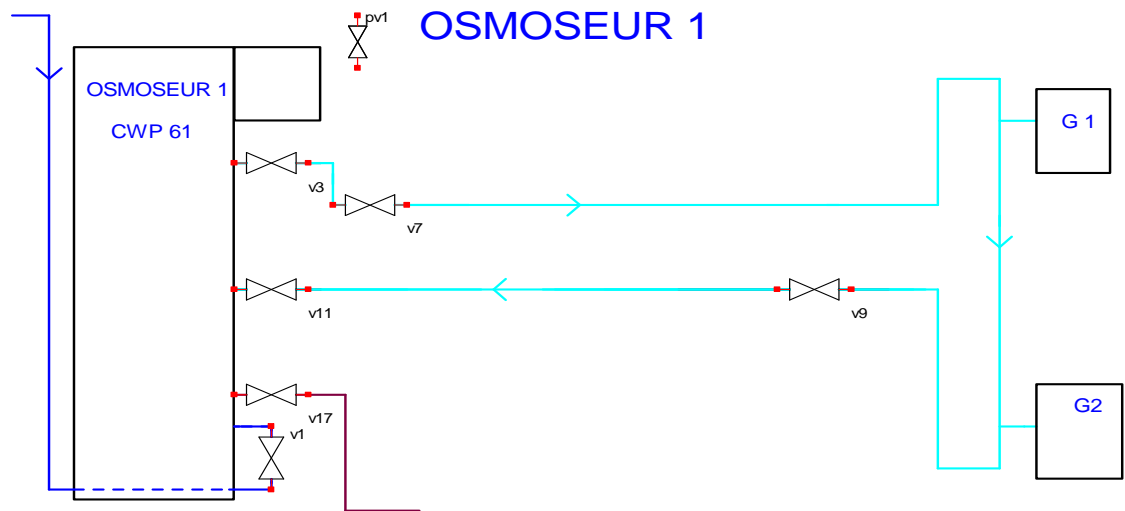 pv1
OSMOSEUR 1
OSMOSEUR 1
CWP 61
G 1
v3
v7
v11
v9
v17
G2
v1